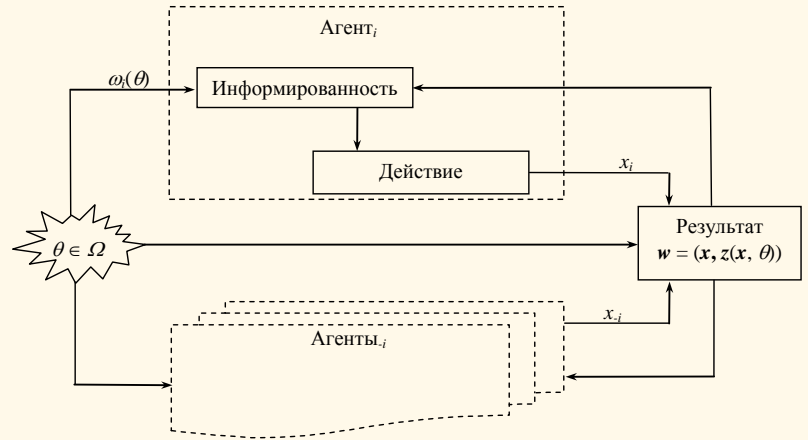 Агентᵢ
ωᵢ(θ)
Информированность
Действие
xᵢ
θ ∈ Ω
Результат
w = (x, z(x, θ))
x₋ᵢ
Агенты₋ᵢ